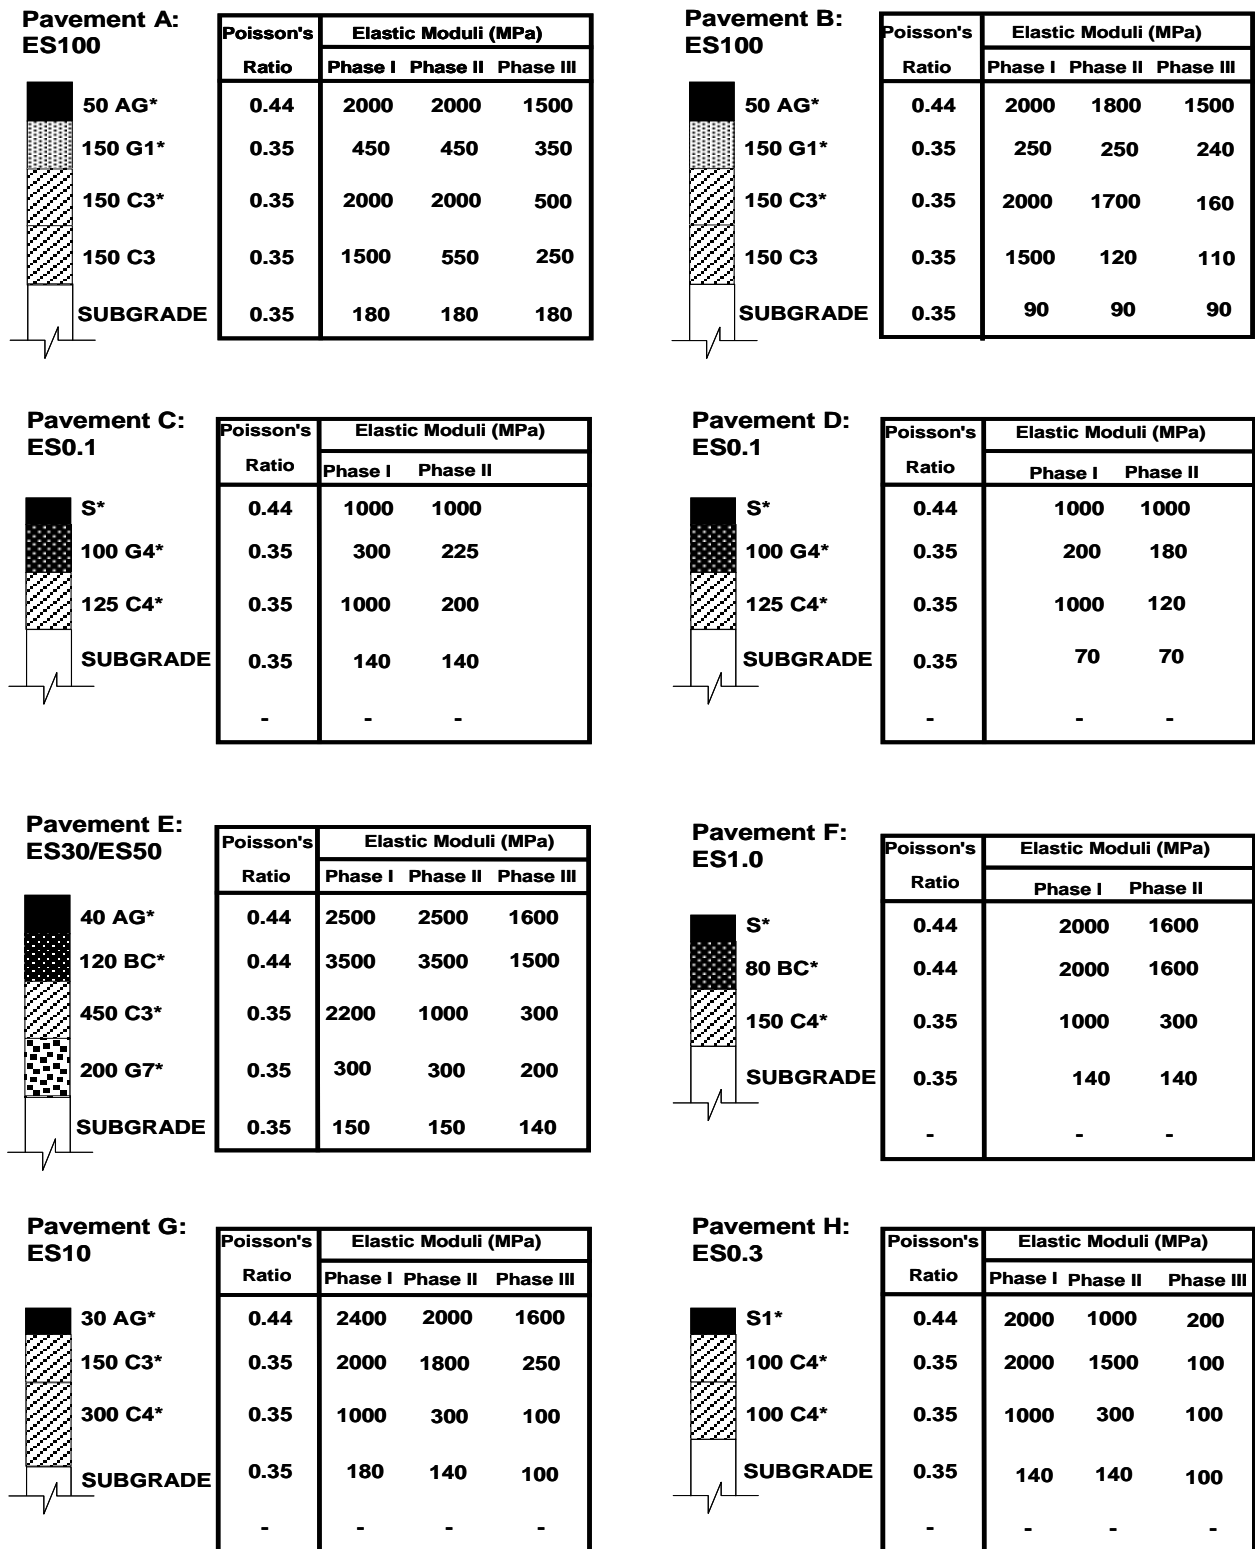 Pavement A:
ES100
Poisson's Elastic Moduli (MPa)
Ratio Phase I Phase II Phase III
50 AG* 0.44 2000 2000 1500
150 G1* 0.35 450 450 350
150 C3* 0.35 2000 2000 500
150 C3 0.35 1500 550 250
SUBGRADE 0.35 180 180 180
Pavement B:
ES100
Poisson's Elastic Moduli (MPa)
Ratio Phase I Phase II Phase III
50 AG* 0.44 2000 1800 1500
150 G1* 0.35 250 250 240
150 C3* 0.35 2000 1700 160
150 C3 0.35 1500 120 110
SUBGRADE 0.35 90 90 90
Pavement C:
ES0.1
Poisson's Elastic Moduli (MPa)
Ratio Phase I Phase II
S* 0.44 1000 1000
100 G4* 0.35 300 225
125 C4* 0.35 1000 200
SUBGRADE 0.35 140 140
- - -
Pavement D:
ES0.1
Poisson's Elastic Moduli (MPa)
Ratio Phase I Phase II
S* 0.44 1000 1000
100 G4* 0.35 200 180
125 C4* 0.35 1000 120
SUBGRADE 0.35 70 70
- - -
Pavement E:
ES30/ES50
Poisson's Elastic Moduli (MPa)
Ratio Phase I Phase II Phase III
40 AG* 0.44 2500 2500 1600
120 BC* 0.44 3500 3500 1500
450 C3* 0.35 2200 1000 300
200 G7* 0.35 300 300 200
SUBGRADE 0.35 150 150 140
Pavement F:
ES1.0
Poisson's Elastic Moduli (MPa)
Ratio Phase I Phase II
S* 0.44 2000 1600
80 BC* 0.44 2000 1600
150 C4* 0.35 1000 300
SUBGRADE 0.35 140 140
- - -
Pavement G:
ES10
Poisson's Elastic Moduli (MPa)
Ratio Phase I Phase II Phase III
30 AG* 0.44 2400 2000 1600
150 C3* 0.35 2000 1800 250
300 C4* 0.35 1000 300 100
SUBGRADE 0.35 180 140 100
- - - -
Pavement H:
ES0.3
Poisson's Elastic Moduli (MPa)
Ratio Phase I Phase II Phase III
S1* 0.44 2000 1000 200
100 C4* 0.35 2000 1500 100
100 C4* 0.35 1000 300 100
SUBGRADE 0.35 140 140 100
- - - -